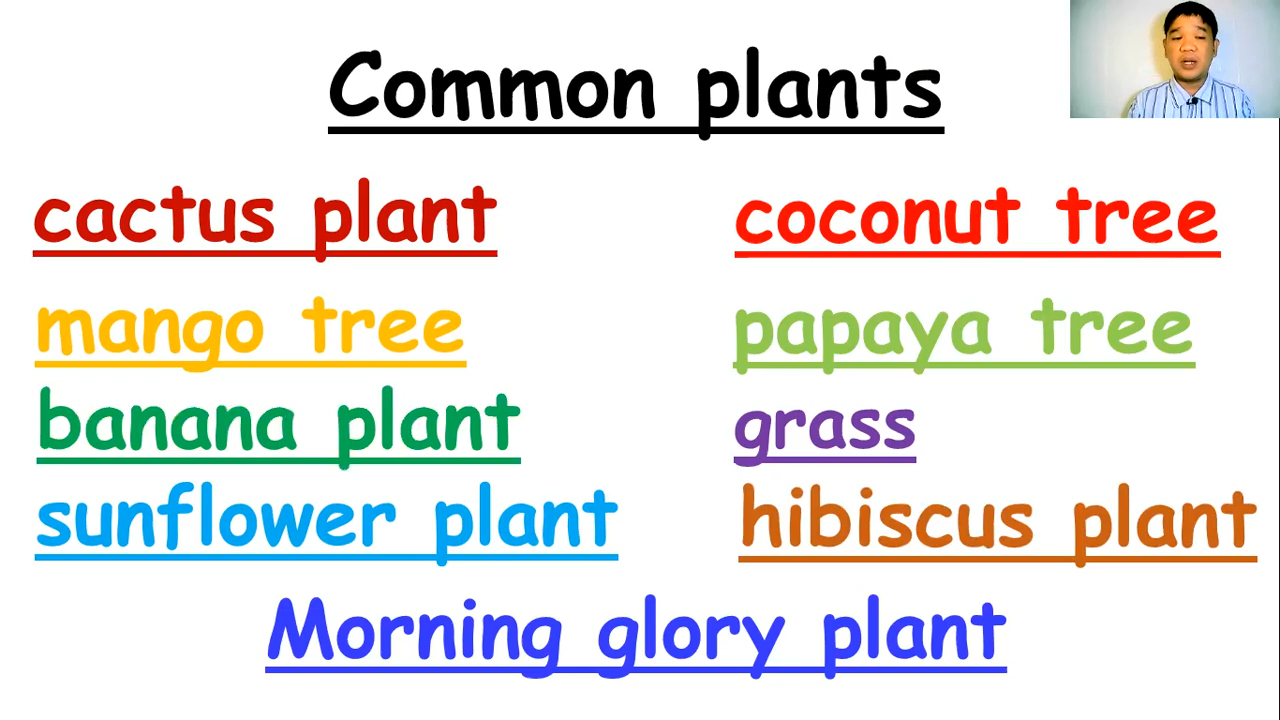 Common plants
cactus plant
coconut tree
mango tree
papaya tree
banana plant
grass
sunflower plant
hibiscus plant
Morning glory plant